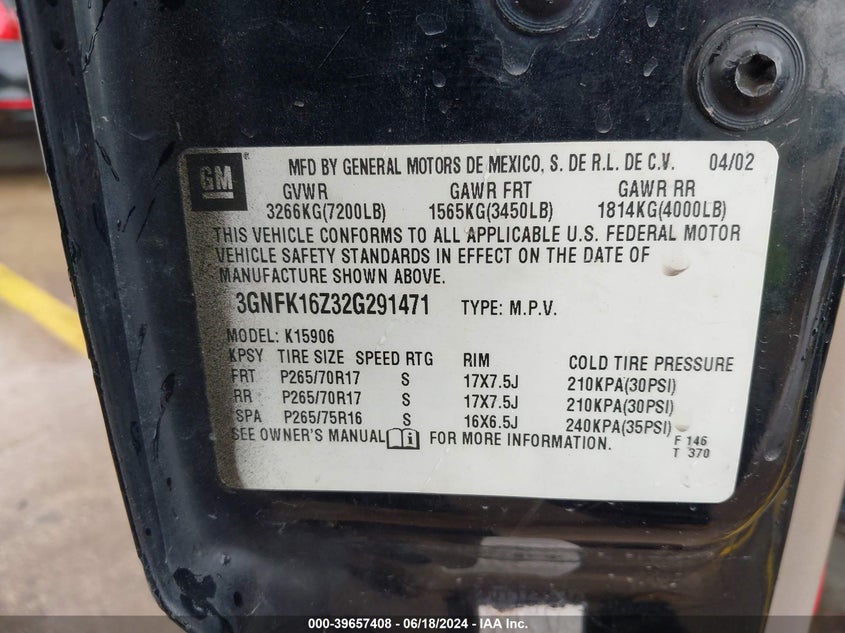 GM
MFD BY GENERAL MOTORS DE MEXICO, S. DE R.L. DE C.V. 04/02
GVWR GAWR FRT GAWR RR
3266KG(7200LB) 1565KG(3450LB) 1814KG(4000LB)
THIS VEHICLE CONFORMS TO ALL APPLICABLE U.S. FEDERAL MOTOR
VEHICLE SAFETY STANDARDS IN EFFECT ON THE DATE OF
MANUFACTURE SHOWN ABOVE.
3GNFK16Z32G291471 TYPE: M.P.V.
MODEL: K15906
KPSY TIRE SIZE SPEED RTG RIM COLD TIRE PRESSURE
FRT P265/70R17 S 17X7.5J 210KPA(30PSI)
RR P265/70R17 S 17X7.5J 210KPA(30PSI)
SPA P265/75R16 S 16X6.5J 240KPA(35PSI)
SEE OWNER'S MANUAL FOR MORE INFORMATION.
F 146
T 370
000-39657408 - 06/18/2024 - IAA Inc.